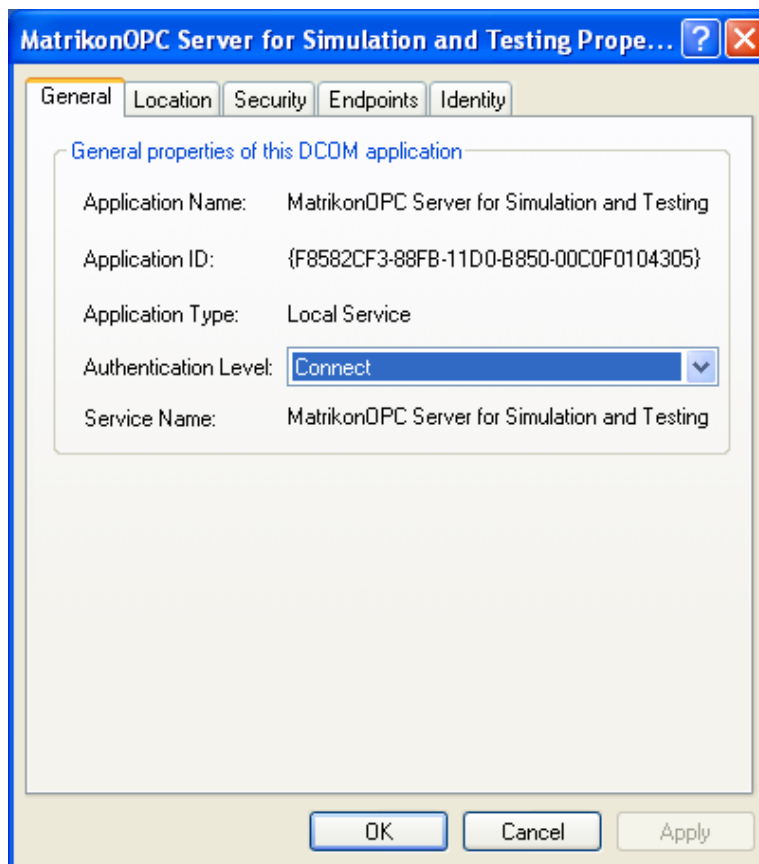 MatrikonOPC Server for Simulation and Testing Prope...
General Location Security Endpoints Identity
General properties of this DCOM application
Application Name: MatrikonOPC Server for Simulation and Testing
Application ID: {F8582CF3-88FB-11D0-B850-00C0F0104305}
Application Type: Local Service
Authentication Level: Connect
Service Name: MatrikonOPC Server for Simulation and Testing
OK Cancel Apply